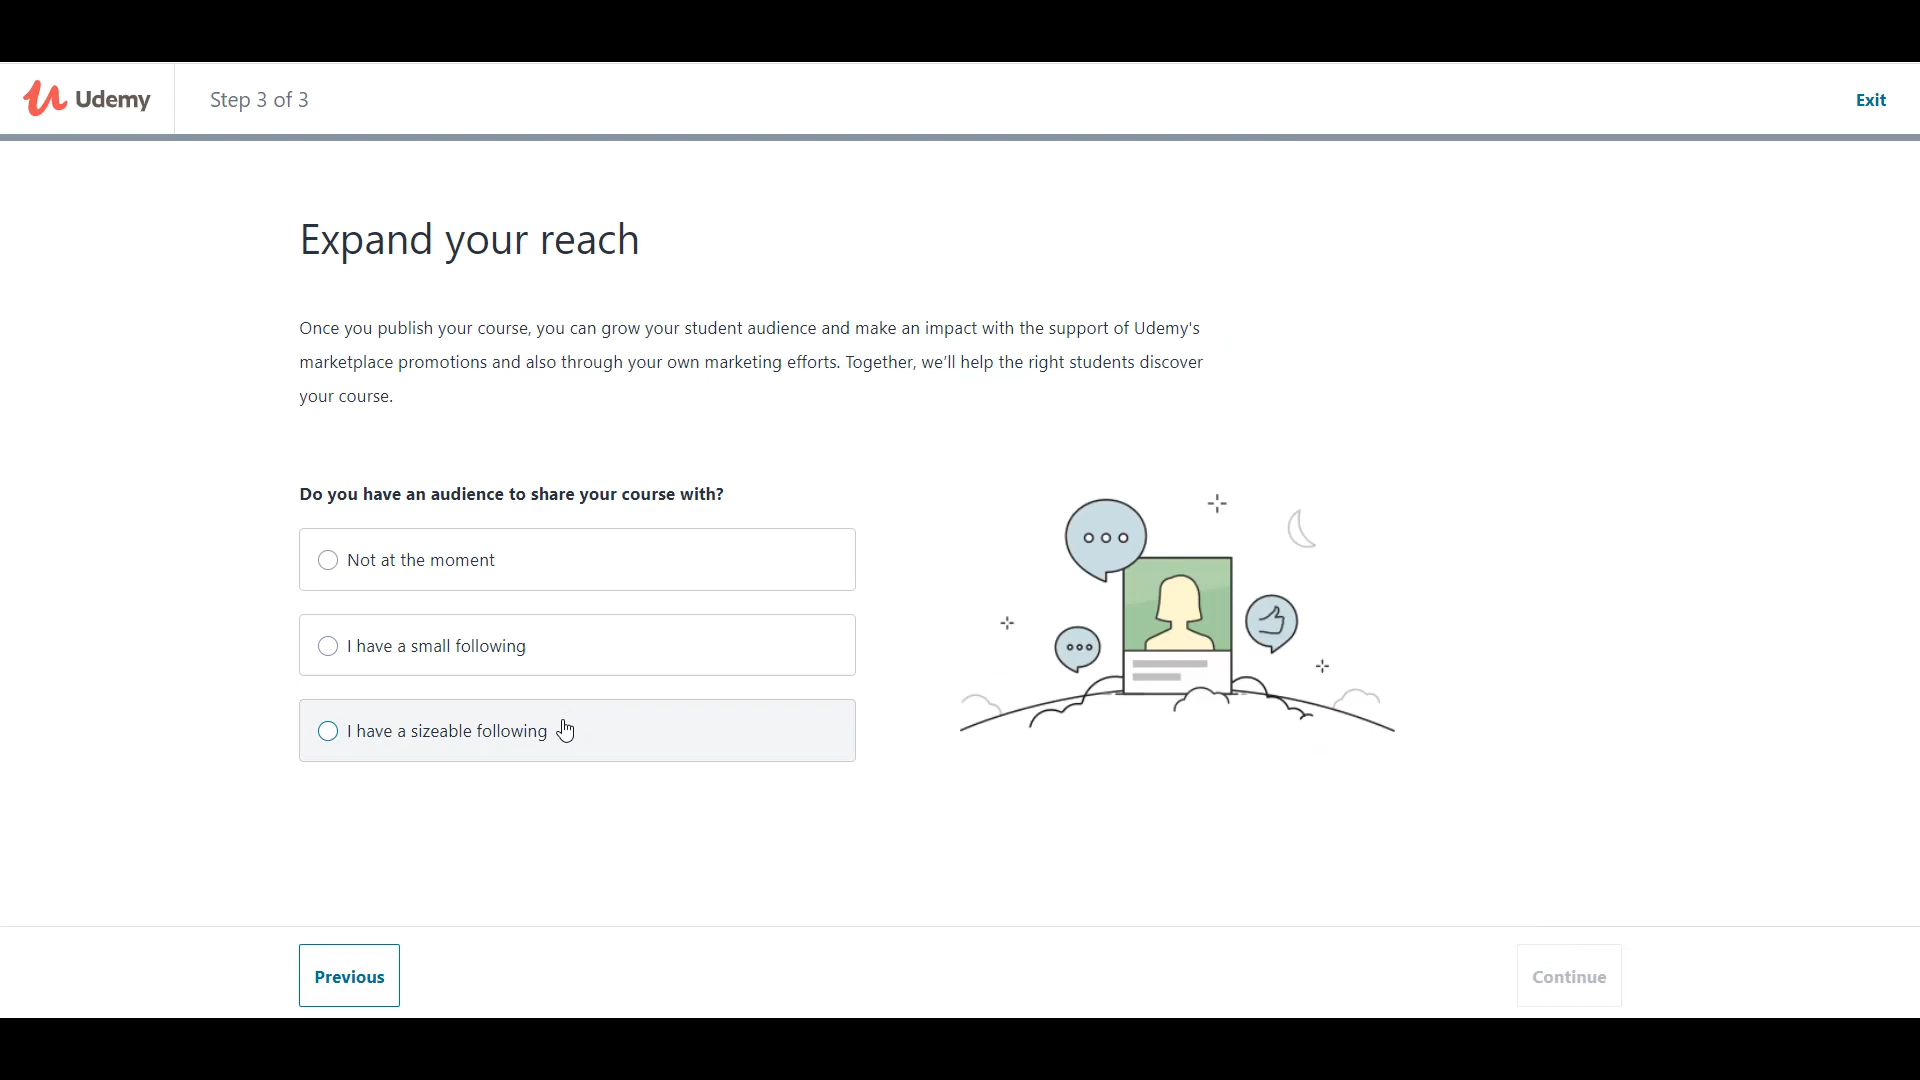 Udemy
Step 3 of 3
Exit
Expand your reach
Once you publish your course, you can grow your student audience and make an impact with the support of Udemy's
marketplace promotions and also through your own marketing efforts. Together, we’ll help the right students discover
your course.
Do you have an audience to share your course with?
Not at the moment
I have a small following
I have a sizeable following
Previous
Continue